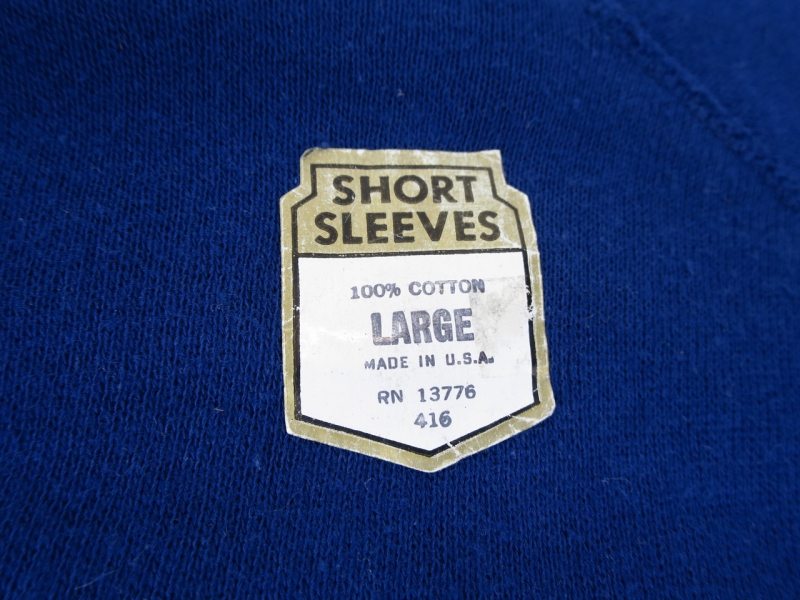 SHORT
SLEEVES
100% COTTON
LARGE
MADE IN U.S.A.
RN 13776
416